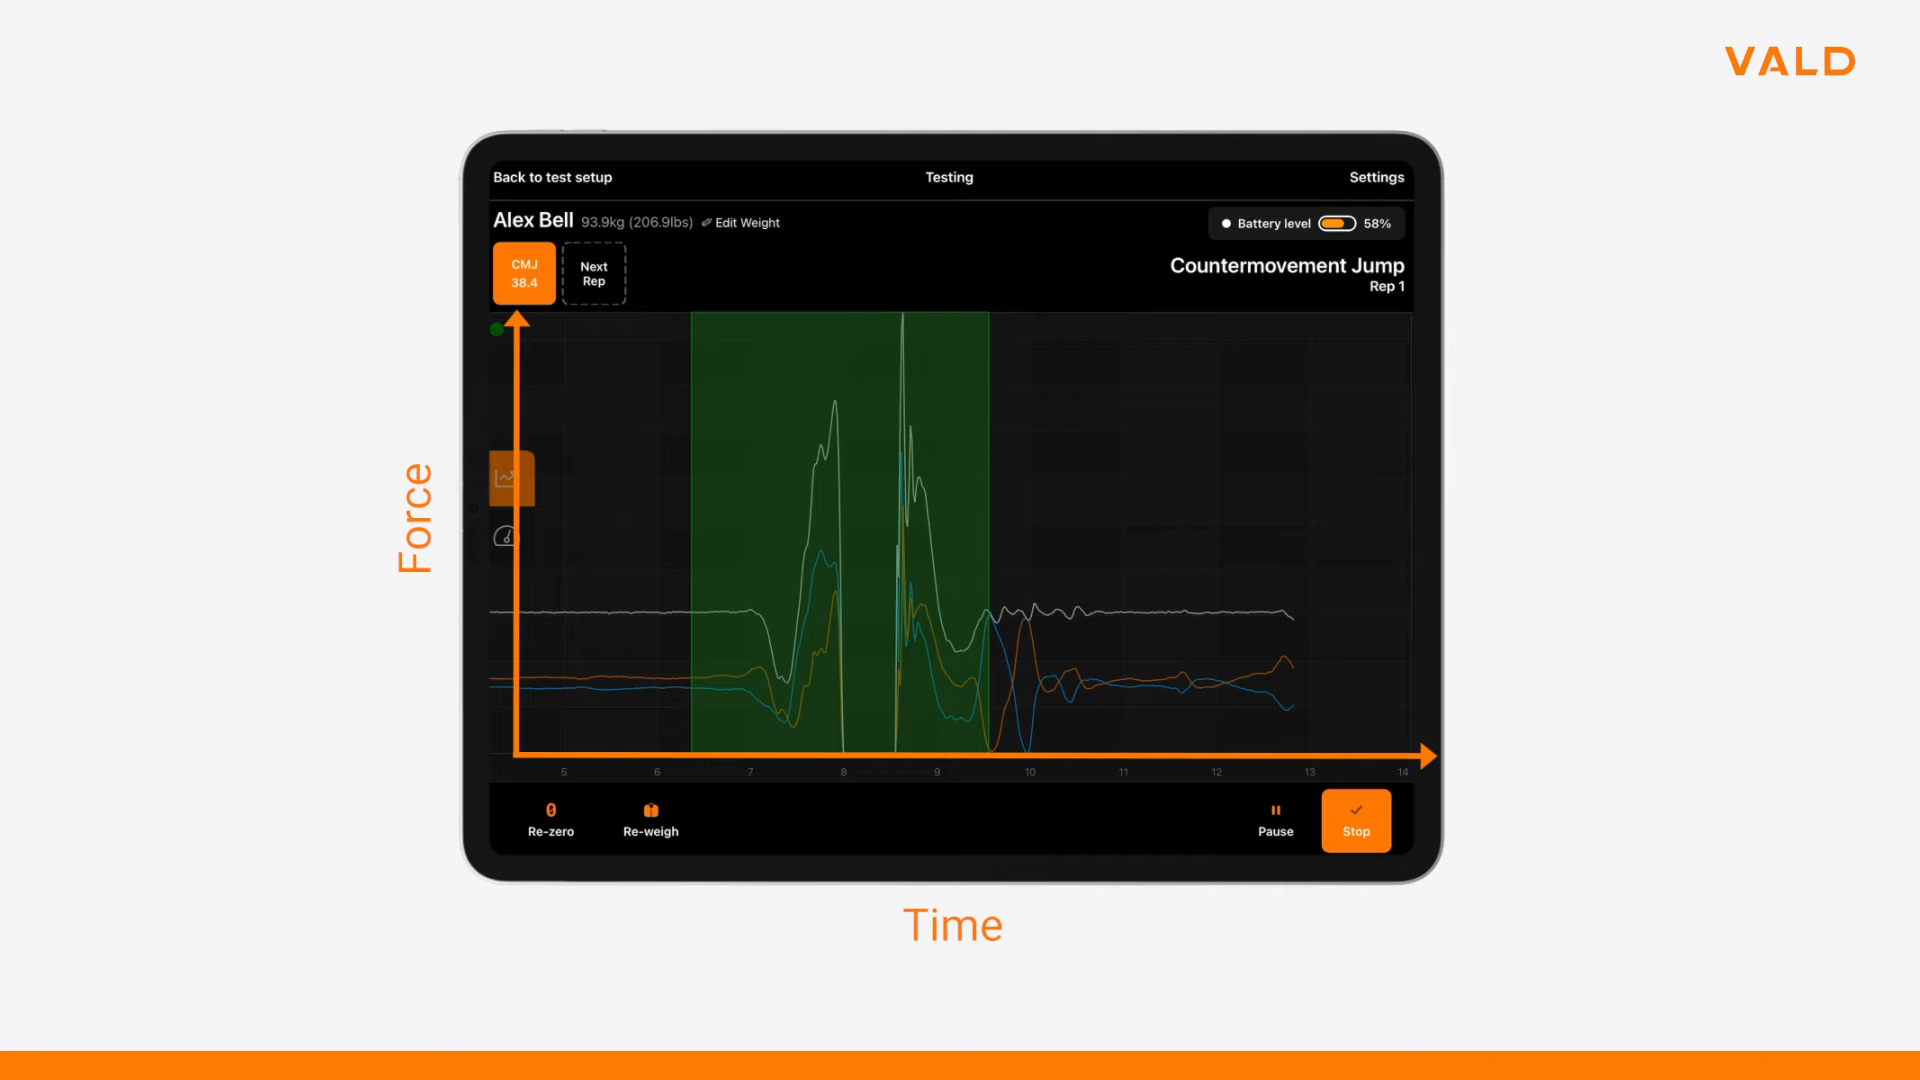 VALD
Back to test setup
Testing
Settings
Alex Bell 93.9kg (206.9lbs) Edit Weight
Battery level 58%
CMJ
38.4
Next
Rep
Countermovement Jump
Rep 1
Force
5 6 7 8 9 10 11 12 13 14
0
Re-zero
Re-weigh
Pause
Stop
Time